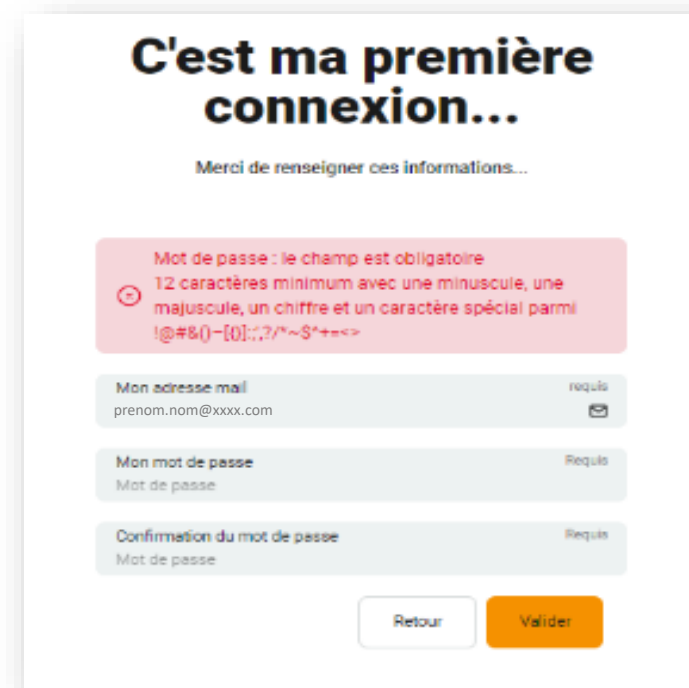 C'est ma première
connexion...
Merci de renseigner ces informations...
Mot de passe : le champ est obligatoire
12 caractères minimum avec une minuscule, une
majuscule, un chiffre et un caractère spécial parmi
!@#&()–[{}]:;',?/*~$^+=<>
Mon adresse mail requis
prenom.nom@xxxx.com
Mon mot de passe Requis
Mot de passe
Confirmation du mot de passe Requis
Mot de passe
Retour Valider